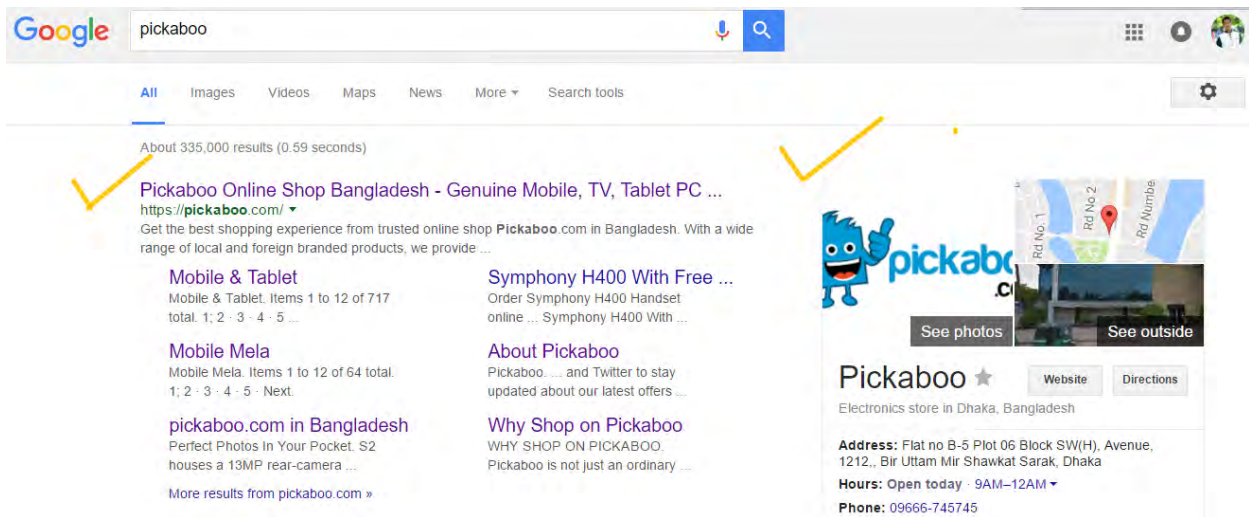 Google
pickaboo
All Images Videos Maps News More Search tools
About 335,000 results (0.59 seconds)
Pickaboo Online Shop Bangladesh - Genuine Mobile, TV, Tablet PC ...
https://pickaboo.com/
Get the best shopping experience from trusted online shop Pickaboo.com in Bangladesh. With a wide
range of local and foreign branded products, we provide ...
Mobile & Tablet
Mobile & Tablet. Items 1 to 12 of 717
total. 1; 2 · 3 · 4 · 5 ...
Symphony H400 With Free ...
Order Symphony H400 Handset
online ... Symphony H400 With ...
Mobile Mela
Mobile Mela. Items 1 to 12 of 64 total.
1; 2 · 3 · 4 · 5 · Next.
About Pickaboo
Pickaboo. ... and Twitter to stay
updated about our latest offers ...
pickaboo.com in Bangladesh
Perfect Photos In Your Pocket. S2
houses a 13MP rear-camera ...
Why Shop on Pickaboo
WHY SHOP ON PICKABOO.
Pickaboo is not just an ordinary ...
More results from pickaboo.com »
pickabo
.c
See photos
Rd No. 1
Rd No 2
Rd Numbe
See outside
Pickaboo
Website
Directions
Electronics store in Dhaka, Bangladesh
Address: Flat no B-5 Plot 06 Block SW(H), Avenue,
1212,, Bir Uttam Mir Shawkat Sarak, Dhaka
Hours: Open today · 9AM–12AM
Phone: 09666-745745